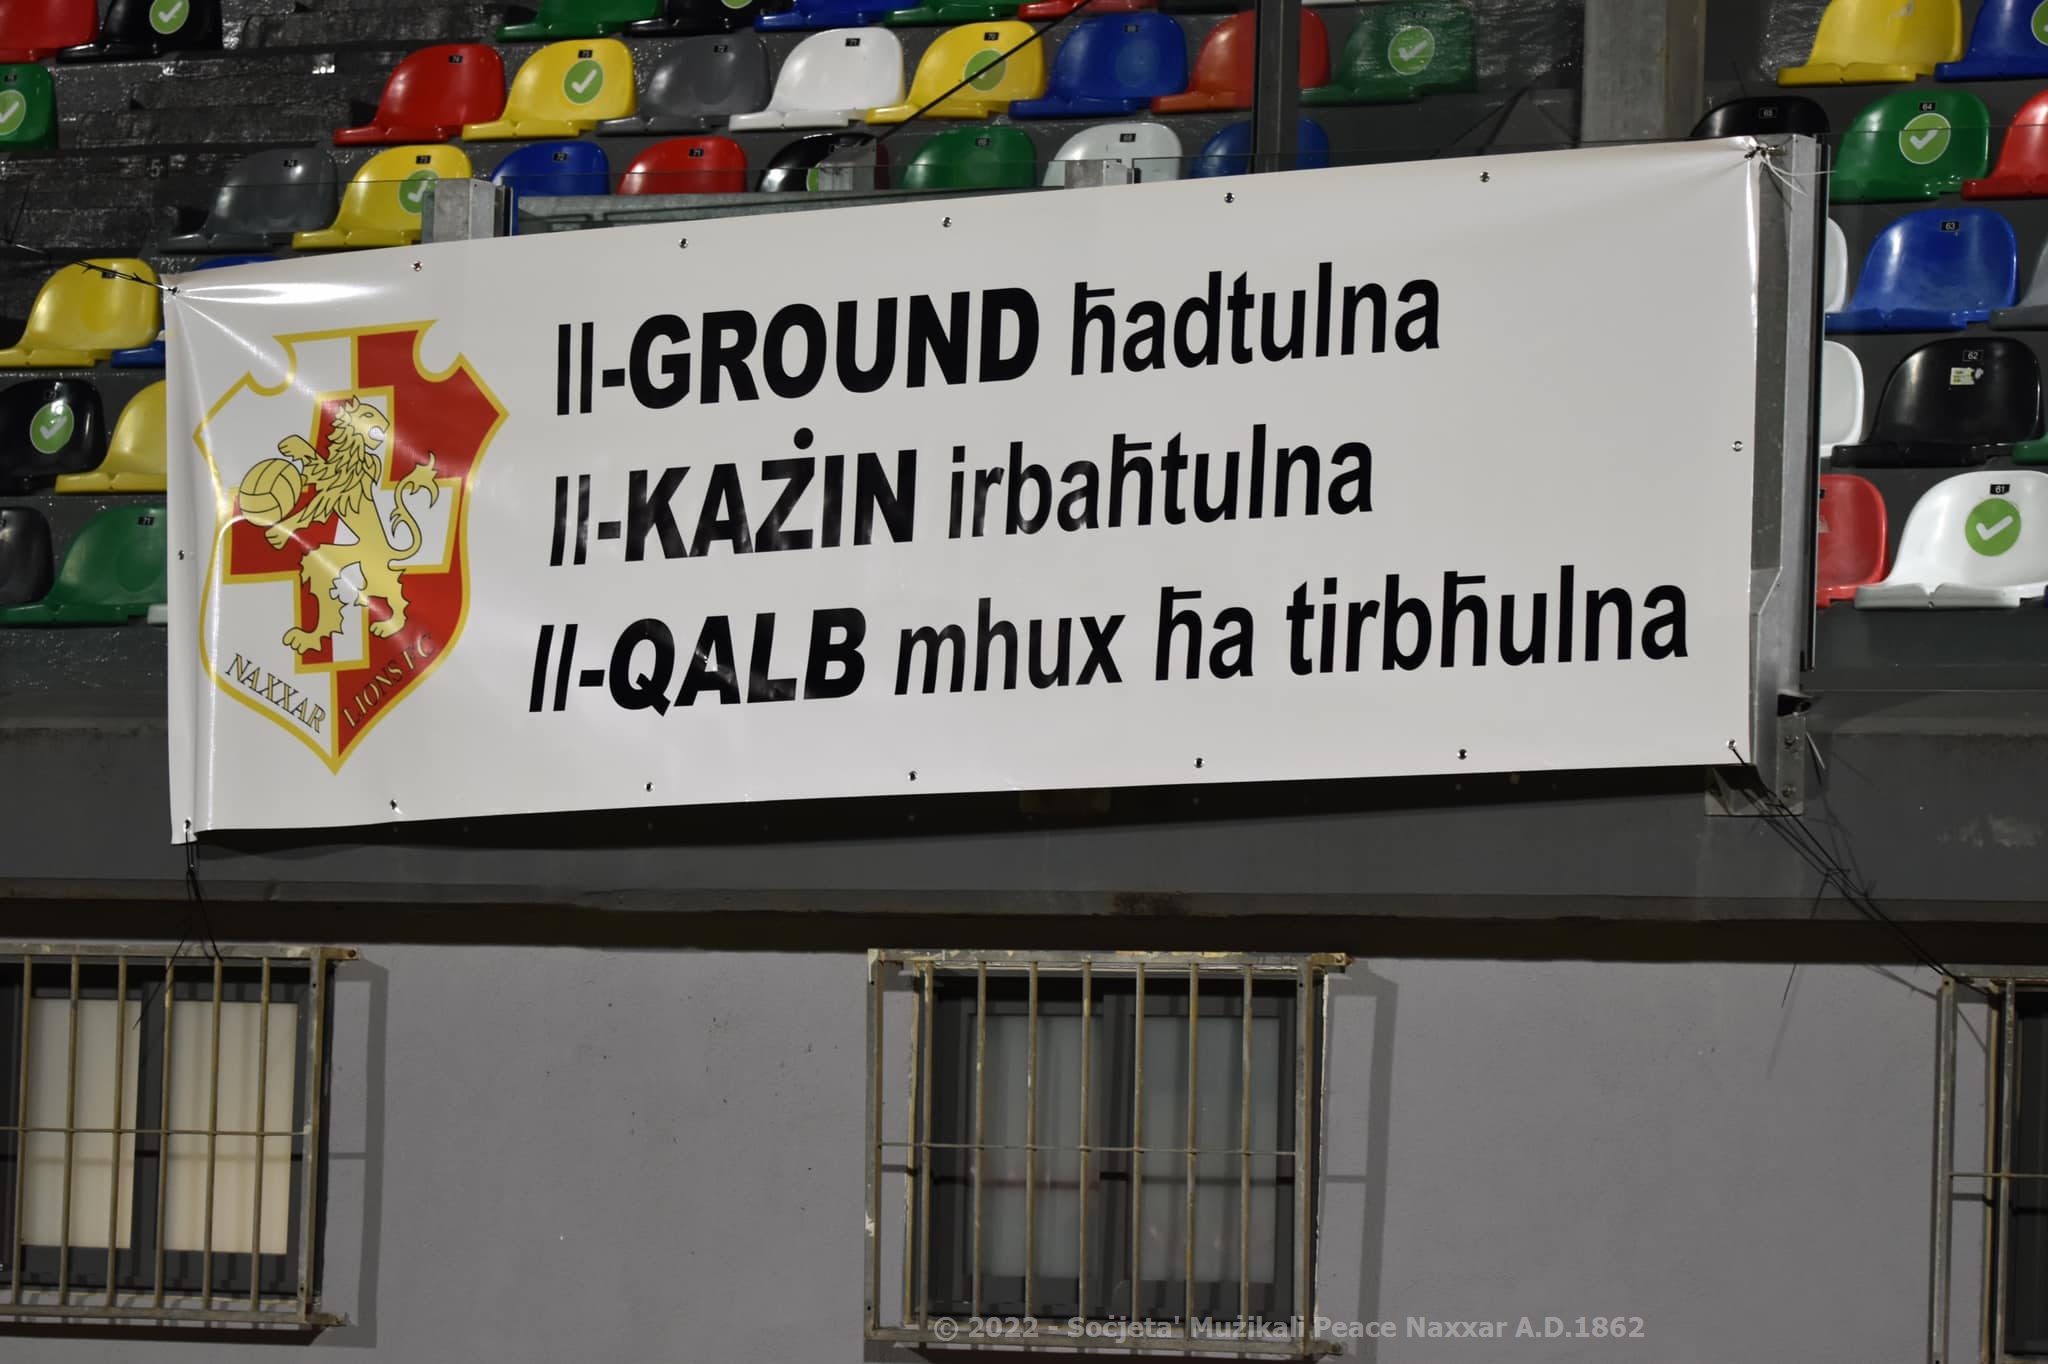 Il-GROUND ħadtulna
Il-KAŻIN irbaħtulna
Il-QALB mhux ħa tirbħulna
NAXXAR
LIONS FC
© 2022 - Soċjeta' Mużikali Peace Naxxar A.D.1862